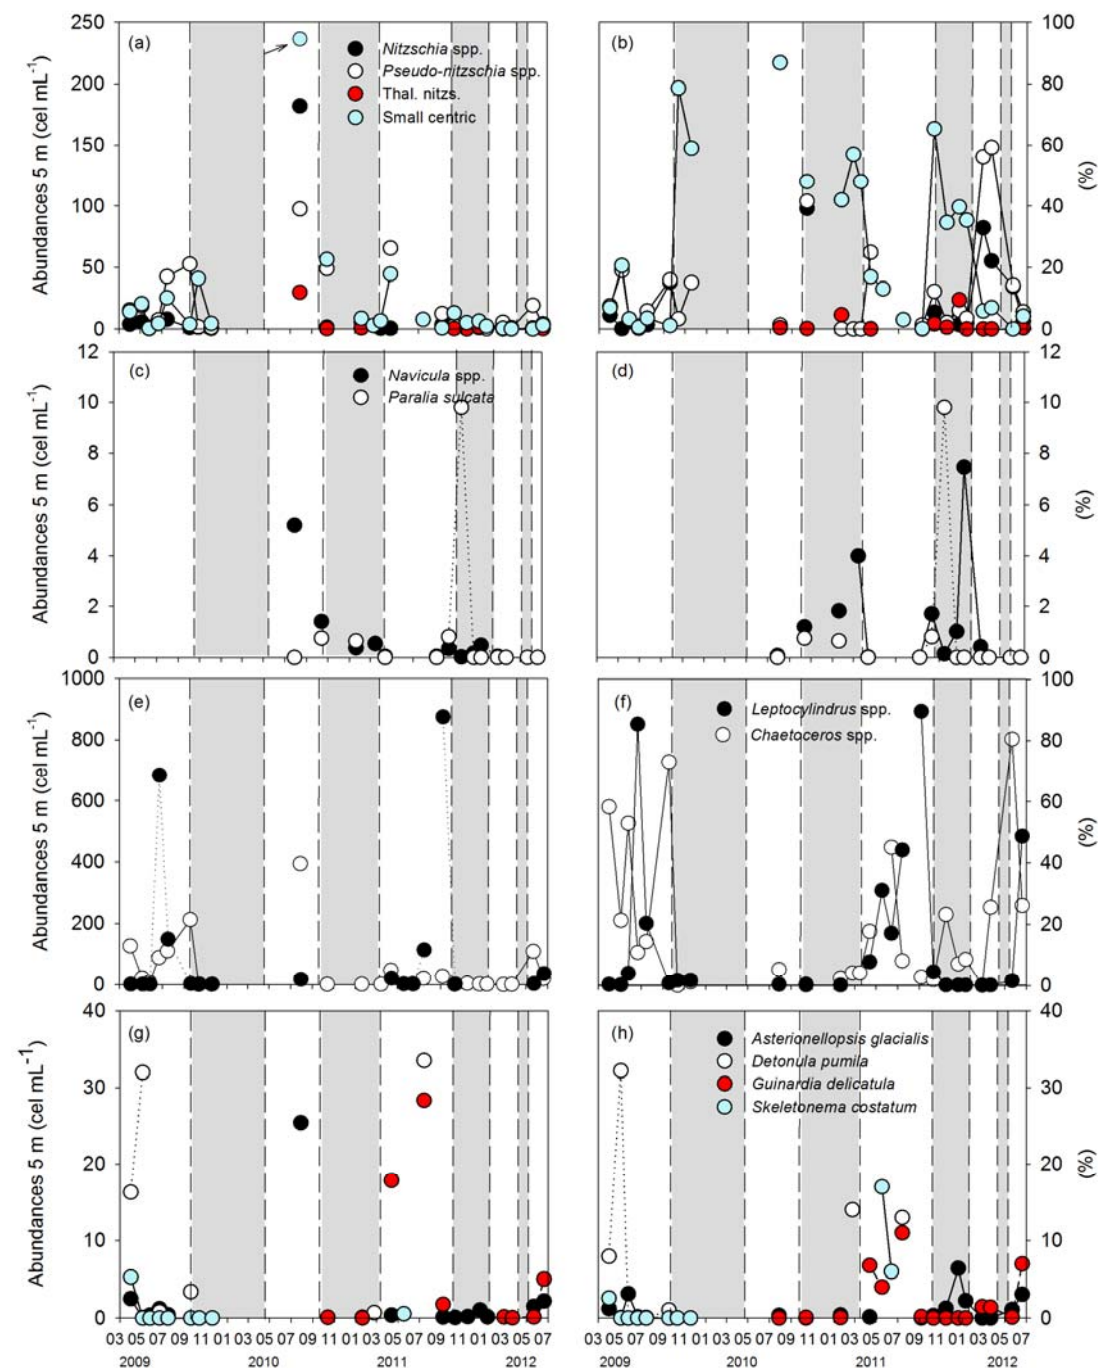 (a)
Nitzschia spp.
Pseudo-nitzschia spp.
Thal. nitzs.
Small centric
Abundances 5 m (cel mL-1)
250
200
150
100
50
0
(b)
100
80
60
40
20
0
(%)
(c)
Navicula spp.
Paralia sulcata
Abundances 5 m (cel mL-1)
12
10
8
6
4
2
0
(d)
12
10
8
6
4
2
0
(%)
(e)
Abundances 5 m (cel mL-1)
1000
800
600
400
200
0
(f)
Leptocylindrus spp.
Chaetoceros spp.
100
80
60
40
20
0
(%)
(g)
Abundances 5 m (cel mL-1)
40
30
20
10
0
(h)
Asterionellopsis glacialis
Detonula pumila
Guinardia delicatula
Skeletonema costatum
40
30
20
10
0
(%)
03 05 07 09 11 02 03 05 07 09 11 02 03 05 07 09 11 02 03 05 07
2009 2010 2011 2012
03 05 07 09 11 02 03 05 07 09 11 02 03 05 07 09 11 02 03 05 07
2009 2010 2011 2012